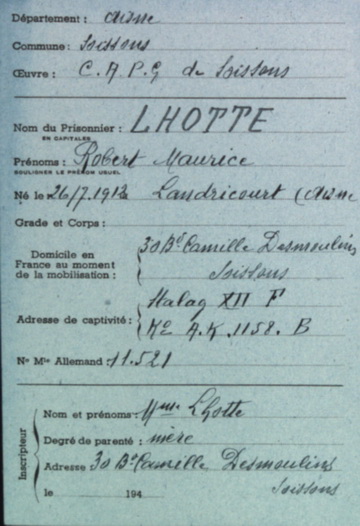 Département : Aisne
Commune : Soissons
Œuvre : C. A. P. G de Soissons
Nom du Prisonnier : LHOTTE
EN CAPITALES
Prénoms : Robert Maurice
SOULIGNER LE PRÉNOM USUEL
Né le 26/7.1912 Landricourt (Aisne
Grade et Corps :
Domicile en
France au moment
de la mobilisation :
30 Bd Camille Desmoulins
Soissons
Adresse de captivité :
Stalag XII F
Kc A.K. 1158. B
No Mle Allemand : 11.521
Inscripteur
Nom et prénoms : Mme Lhotte
Degré de parenté : mère
Adresse 30 Bd Camille Desmoulins
Soissons
le 194